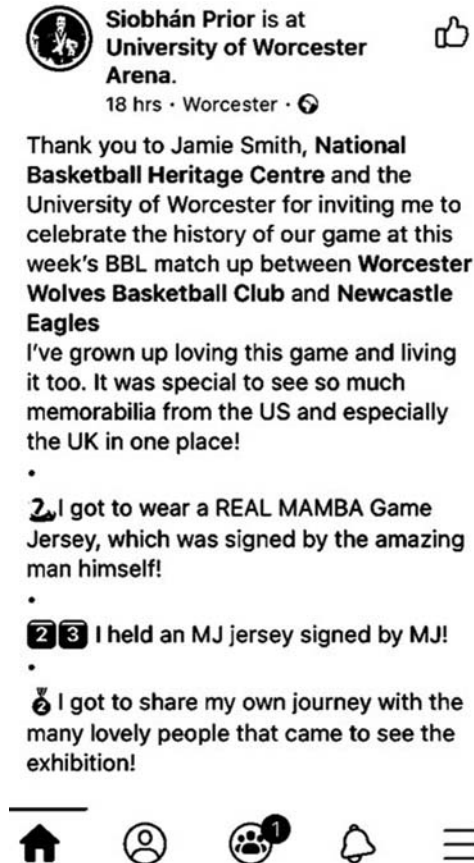 Siobhán Prior is at
University of Worcester
Arena.
18 hrs · Worcester ·
Thank you to Jamie Smith, National
Basketball Heritage Centre and the
University of Worcester for inviting me to
celebrate the history of our game at this
week's BBL match up between Worcester
Wolves Basketball Club and Newcastle
Eagles
I've grown up loving this game and living
it too. It was special to see so much
memorabilia from the US and especially
the UK in one place!
•
🐍I got to wear a REAL MAMBA Game
Jersey, which was signed by the amazing
man himself!
•
2️⃣3️⃣ I held an MJ jersey signed by MJ!
•
🥈 I got to share my own journey with the
many lovely people that came to see the
exhibition!
1